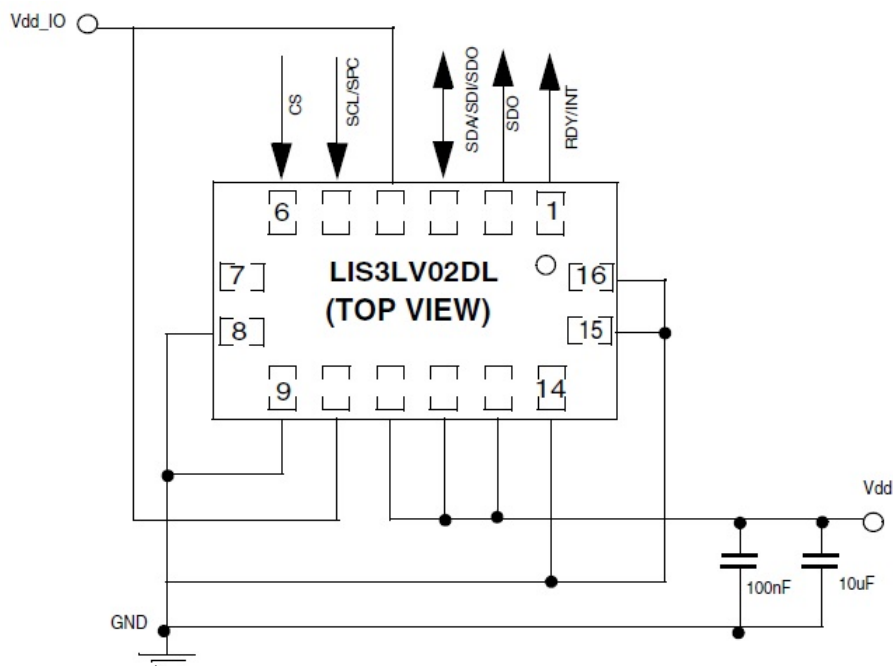 Vdd_IO
CS
SCL/SPC
SDA/SDI/SDO
SDO
RDY/INT
6
1
7
LIS3LV02DL
16
(TOP VIEW)
8
15
9
14
Vdd
100nF
10uF
GND